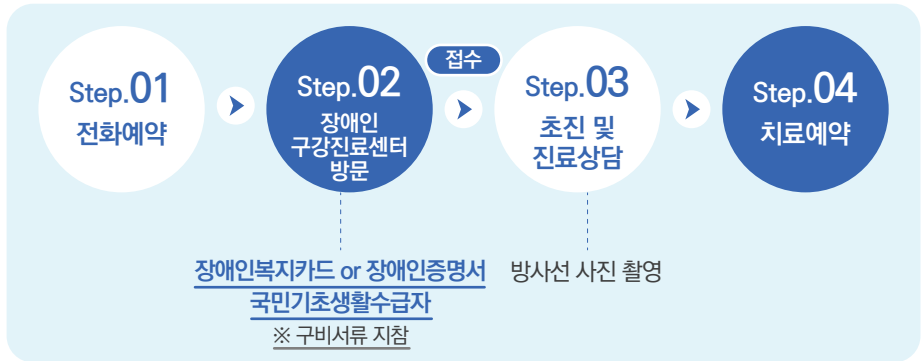 Step.01
전화예약
Step.02
장애인
구강진료센터
방문
접수
Step.03
초진 및
진료상담
Step.04
치료예약
장애인복지카드 or 장애인증명서
국민기초생활수급자
※ 구비서류 지참
방사선 사진 촬영